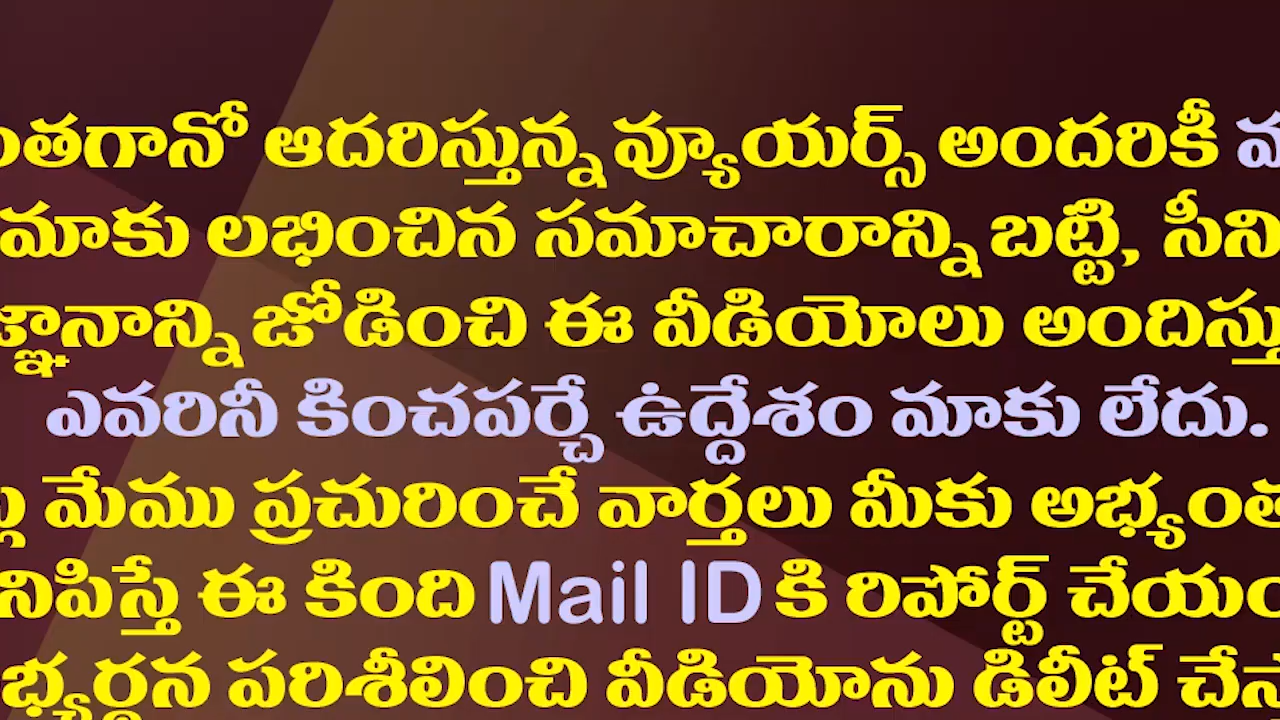 ంతగానో ఆదరిస్తున్న వ్యూయర్స్ అందరికీ
మాకు లభించిన సమాచారాన్ని బట్టి, సీని
జ్ఞానాన్ని జోడించి ఈ వీడియోలు అందిస్తు
ఎవరినీ కించపర్చే ఉద్దేశం మాకు లేదు.
మేము ప్రచురించే వార్తలు మీకు అభ్యంత
నిపిస్తే ఈ కింది Mail ID కి రిపోర్ట్ చేయం
భ్యర్థన పరిశీలించి వీడియోను డిలీట్ చేస